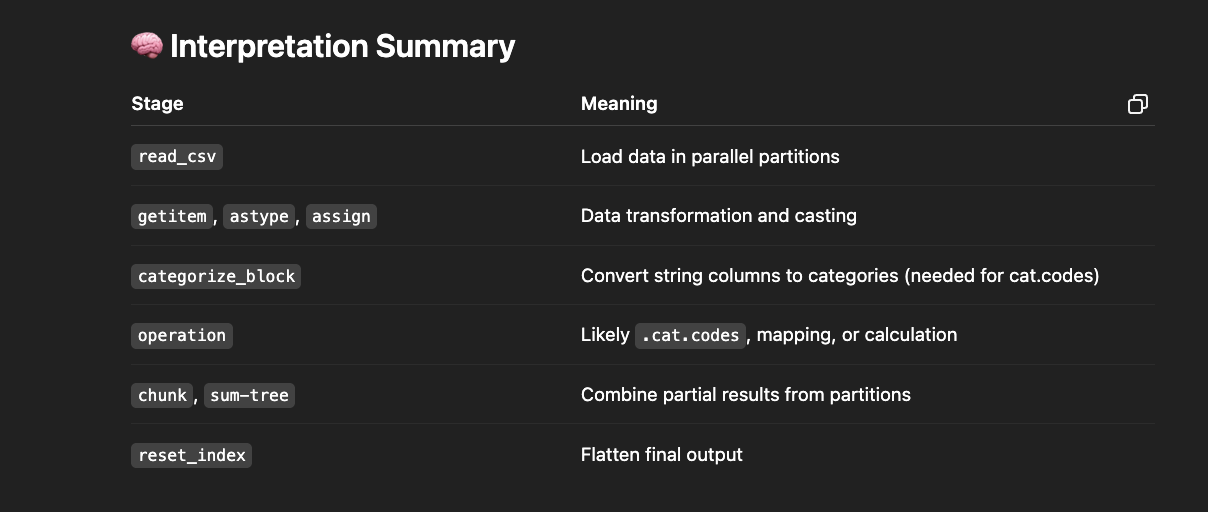 🧠 Interpretation Summary
Stage Meaning
read_csv Load data in parallel partitions
getitem, astype, assign Data transformation and casting
categorize_block Convert string columns to categories (needed for cat.codes)
operation Likely .cat.codes, mapping, or calculation
chunk, sum-tree Combine partial results from partitions
reset_index Flatten final output